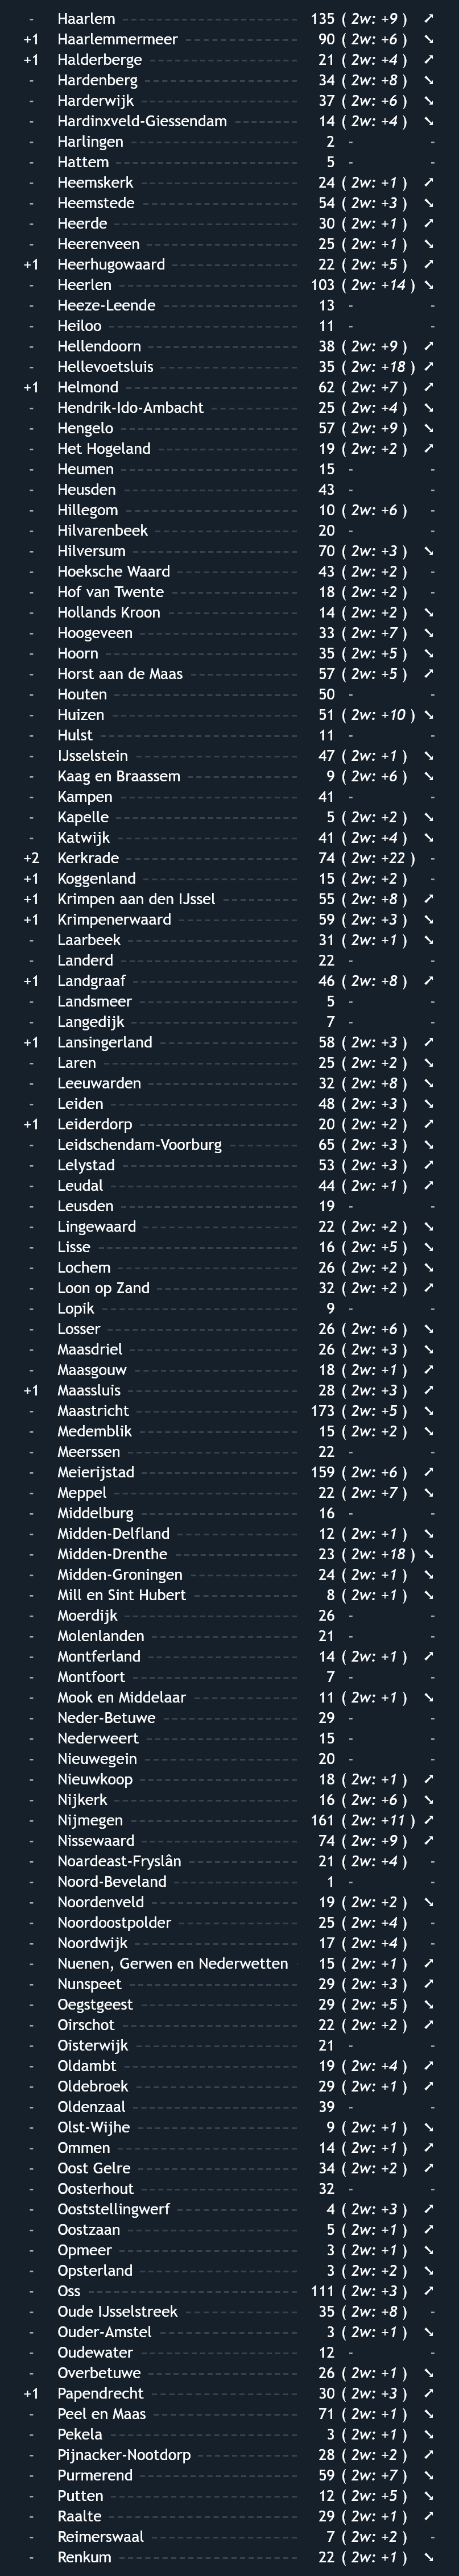 - Haarlem 135 ( 2w: +9 ) ➚
+1 Haarlemmermeer 90 ( 2w: +6 ) ➘
+1 Halderberge 21 ( 2w: +4 ) ➚
- Hardenberg 34 ( 2w: +8 ) ➘
- Harderwijk 37 ( 2w: +6 ) ➘
- Hardinxveld-Giessendam 14 ( 2w: +4 ) ➘
- Harlingen 2 - -
- Hattem 5 - -
- Heemskerk 24 ( 2w: +1 ) ➚
- Heemstede 54 ( 2w: +3 ) ➘
- Heerde 30 ( 2w: +1 ) ➚
- Heerenveen 25 ( 2w: +1 ) ➘
+1 Heerhugowaard 22 ( 2w: +5 ) ➚
- Heerlen 103 ( 2w: +14 ) ➘
- Heeze-Leende 13 - -
- Heiloo 11 - -
- Hellendoorn 38 ( 2w: +9 ) ➚
- Hellevoetsluis 35 ( 2w: +18 ) ➚
+1 Helmond 62 ( 2w: +7 ) ➚
- Hendrik-Ido-Ambacht 25 ( 2w: +4 ) ➘
- Hengelo 57 ( 2w: +9 ) ➘
- Het Hogeland 19 ( 2w: +2 ) ➚
- Heumen 15 - -
- Heusden 43 - -
- Hillegom 10 ( 2w: +6 ) -
- Hilvarenbeek 20 - -
- Hilversum 70 ( 2w: +3 ) ➘
- Hoeksche Waard 43 ( 2w: +2 ) -
- Hof van Twente 18 ( 2w: +2 ) -
- Hollands Kroon 14 ( 2w: +2 ) ➘
- Hoogeveen 33 ( 2w: +7 ) ➘
- Hoorn 35 ( 2w: +5 ) ➘
- Horst aan de Maas 57 ( 2w: +5 ) ➚
- Houten 50 - -
- Huizen 51 ( 2w: +10 ) ➘
- Hulst 11 - -
- IJsselstein 47 ( 2w: +1 ) ➘
- Kaag en Braassem 9 ( 2w: +6 ) ➘
- Kampen 41 - -
- Kapelle 5 ( 2w: +2 ) ➘
- Katwijk 41 ( 2w: +4 ) ➘
+2 Kerkrade 74 ( 2w: +22 ) -
+1 Koggenland 15 ( 2w: +2 ) -
+1 Krimpen aan den IJssel 55 ( 2w: +8 ) ➚
+1 Krimpenerwaard 59 ( 2w: +3 ) ➘
- Laarbeek 31 ( 2w: +1 ) ➘
- Landerd 22 - -
+1 Landgraaf 46 ( 2w: +8 ) ➚
- Landsmeer 5 - -
- Langedijk 7 - -
+1 Lansingerland 58 ( 2w: +3 ) ➚
- Laren 25 ( 2w: +2 ) ➘
- Leeuwarden 32 ( 2w: +8 ) ➘
- Leiden 48 ( 2w: +3 ) ➘
+1 Leiderdorp 20 ( 2w: +2 ) ➚
- Leidschendam-Voorburg 65 ( 2w: +3 ) ➘
- Lelystad 53 ( 2w: +3 ) ➚
- Leudal 44 ( 2w: +1 ) ➚
- Leusden 19 - -
- Lingewaard 22 ( 2w: +2 ) ➘
- Lisse 16 ( 2w: +5 ) ➘
- Lochem 26 ( 2w: +2 ) ➘
- Loon op Zand 32 ( 2w: +2 ) ➚
- Lopik 9 - -
- Losser 26 ( 2w: +6 ) ➘
- Maasdriel 26 ( 2w: +3 ) ➘
- Maasgouw 18 ( 2w: +1 ) ➚
+1 Maassluis 28 ( 2w: +3 ) ➚
- Maastricht 173 ( 2w: +5 ) ➘
- Medemblik 15 ( 2w: +2 ) ➘
- Meerssen 22 - -
- Meierijstad 159 ( 2w: +6 ) ➚
- Meppel 22 ( 2w: +7 ) ➘
- Middelburg 16 - -
- Midden-Delfland 12 ( 2w: +1 ) ➘
- Midden-Drenthe 23 ( 2w: +18 ) ➘
- Midden-Groningen 24 ( 2w: +1 ) ➘
- Mill en Sint Hubert 8 ( 2w: +1 ) ➘
- Moerdijk 26 - -
- Molenlanden 21 - -
- Montferland 14 ( 2w: +1 ) ➚
- Montfoort 7 - -
- Mook en Middelaar 11 ( 2w: +1 ) ➘
- Neder-Betuwe 29 - -
- Nederweert 15 - -
- Nieuwegein 20 - -
- Nieuwkoop 18 ( 2w: +1 ) ➚
- Nijkerk 16 ( 2w: +6 ) ➘
- Nijmegen 161 ( 2w: +11 ) ➚
- Nissewaard 74 ( 2w: +9 ) ➚
- Noardeast-Fryslân 21 ( 2w: +4 ) -
- Noord-Beveland 1 - -
- Noordenveld 19 ( 2w: +2 ) ➘
- Noordoostpolder 25 ( 2w: +4 ) -
- Noordwijk 17 ( 2w: +4 ) -
- Nuenen, Gerwen en Nederwetten 15 ( 2w: +1 ) ➚
- Nunspeet 29 ( 2w: +3 ) ➚
- Oegstgeest 29 ( 2w: +5 ) ➘
- Oirschot 22 ( 2w: +2 ) ➚
- Oisterwijk 21 - -
- Oldambt 19 ( 2w: +4 ) ➚
- Oldebroek 29 ( 2w: +1 ) ➚
- Oldenzaal 39 - -
- Olst-Wijhe 9 ( 2w: +1 ) ➘
- Ommen 14 ( 2w: +1 ) ➚
- Oost Gelre 34 ( 2w: +2 ) ➚
- Oosterhout 32 - -
- Ooststellingwerf 4 ( 2w: +3 ) ➚
- Oostzaan 5 ( 2w: +1 ) ➚
- Opmeer 3 ( 2w: +1 ) ➘
- Opsterland 3 ( 2w: +2 ) ➘
- Oss 111 ( 2w: +3 ) ➚
- Oude IJsselstreek 35 ( 2w: +8 ) -
- Ouder-Amstel 3 ( 2w: +1 ) ➘
- Oudewater 12 - -
- Overbetuwe 26 ( 2w: +1 ) ➘
+1 Papendrecht 30 ( 2w: +3 ) ➚
- Peel en Maas 71 ( 2w: +1 ) ➘
- Pekela 3 ( 2w: +1 ) ➘
- Pijnacker-Nootdorp 28 ( 2w: +2 ) ➚
- Purmerend 59 ( 2w: +7 ) ➘
- Putten 12 ( 2w: +5 ) ➘
- Raalte 29 ( 2w: +1 ) ➚
- Reimerswaal 7 ( 2w: +2 ) -
- Renkum 22 ( 2w: +1 ) ➘